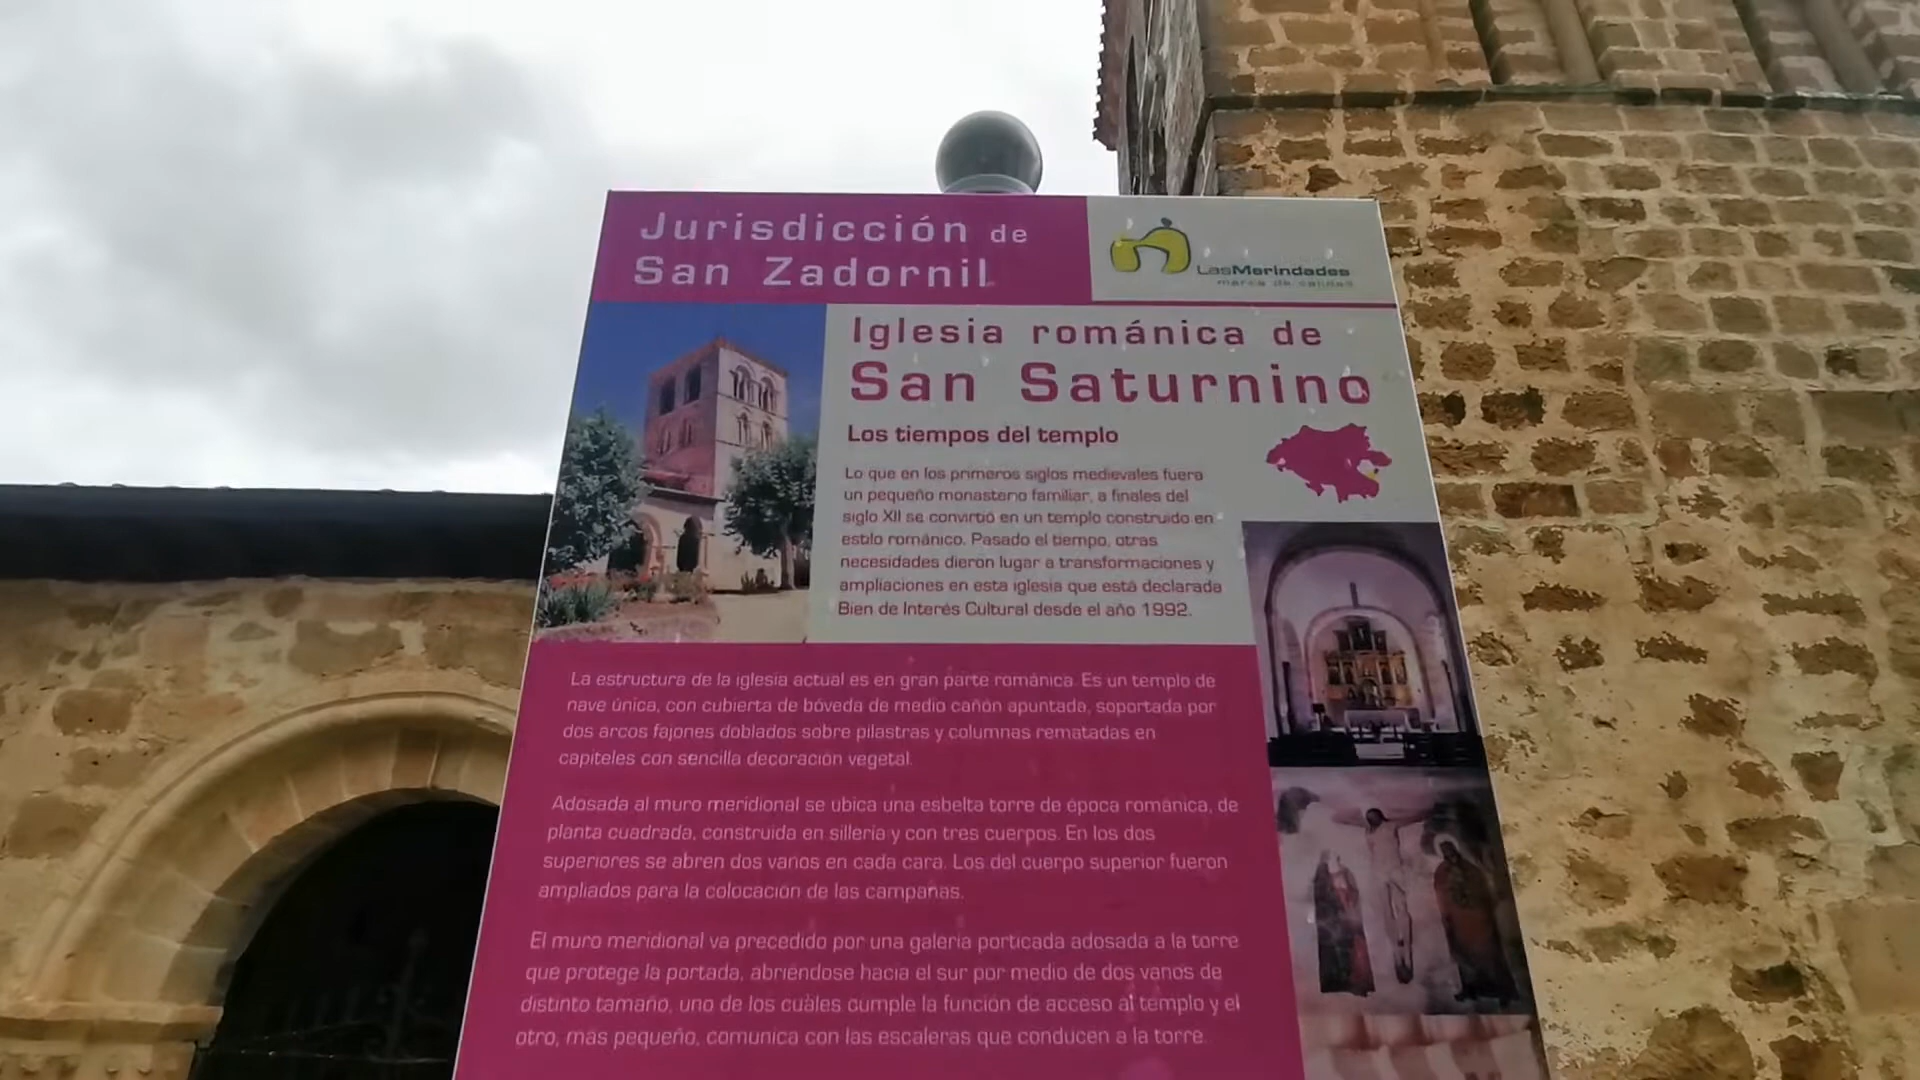 Jurisdicción de
San Zadornil
LasMerindades
marca de calidad
Iglesia románica de
San Saturnino
Los tiempos del templo
Lo que en los primeros siglos medievales fuera
un pequeño monasterio familiar, a finales del
siglo XII se convirtió en un templo construido en
estilo románico. Pasado el tiempo, otras
necesidades dieron lugar a transformaciones y
ampliaciones en esta iglesia que está declarada
Bien de Interés Cultural desde el año 1992.
La estructura de la iglesia actual es en gran parte románica. Es un templo de
nave única, con cubierta de bóveda de medio cañón apuntada, soportada por
dos arcos fajones doblados sobre pilastras y columnas rematadas en
capiteles con sencilla decoración vegetal.
Adosada al muro meridional se ubica una esbelta torre de época románica, de
planta cuadrada, construida en sillería y con tres cuerpos. En los dos
superiores se abren dos vanos en cada cara. Los del cuerpo superior fueron
ampliados para la colocación de las campanas.
El muro meridional va precedido por una galería porticada adosada a la torre
que protege la portada, abriéndose hacia el sur por medio de dos vanos de
distinto tamaño, uno de los cuáles cumple la función de acceso al templo y el
otro, mas pequeño, comunica con las escaleras que conducen a la torre.